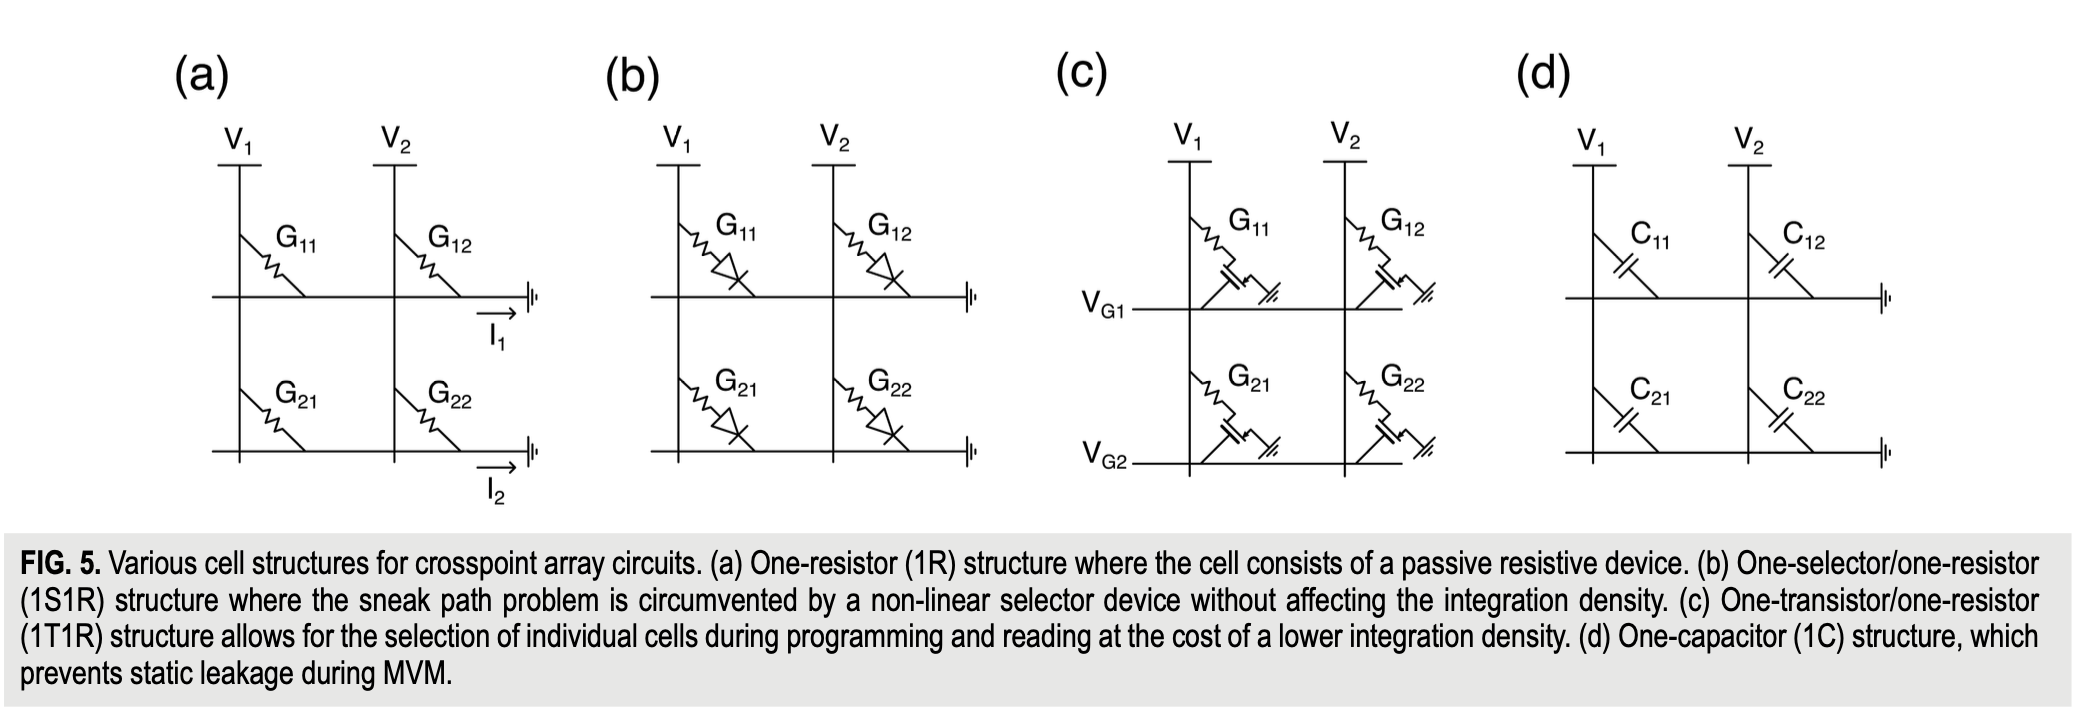 (a) (b) (c) (d)
V1 V2 V1 V2 V1 V2 V1 V2
G11 G12 G11 G12 G11 G12 C11 C12
VG1
I1
G21 G22 G21 G22 G21 G22 C21 C22
VG2
I2
FIG. 5. Various cell structures for crosspoint array circuits. (a) One-resistor (1R) structure where the cell consists of a passive resistive device. (b) One-selector/one-resistor
(1S1R) structure where the sneak path problem is circumvented by a non-linear selector device without affecting the integration density. (c) One-transistor/one-resistor
(1T1R) structure allows for the selection of individual cells during programming and reading at the cost of a lower integration density. (d) One-capacitor (1C) structure, which
prevents static leakage during MVM.